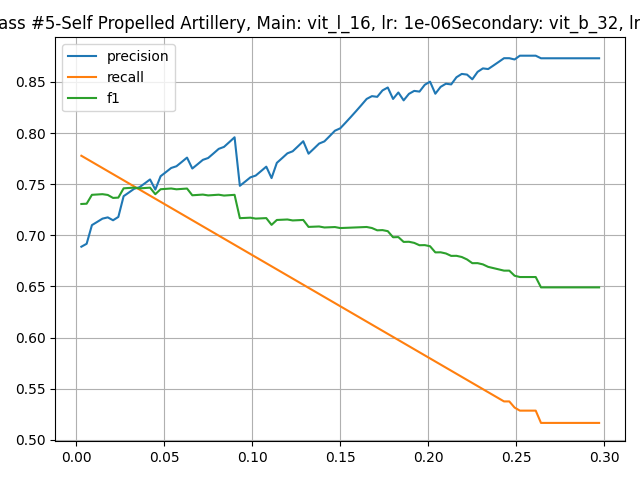 ass #5-Self Propelled Artillery, Main: vit_l_16, lr: 1e-06Secondary: vit_b_32, lr
precision
recall
f1
0.85
0.80
0.75
0.70
0.65
0.60
0.55
0.50
0.00 0.05 0.10 0.15 0.20 0.25 0.30